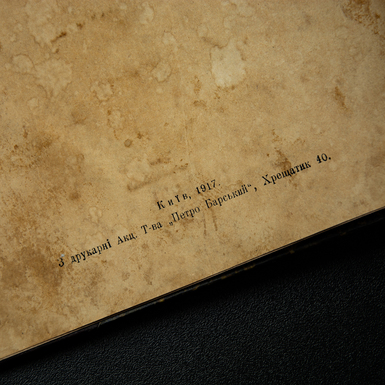 Київ, 1917.
З друкарні Акц. Т-ва „Петро Барський“, Хрещатик 40.